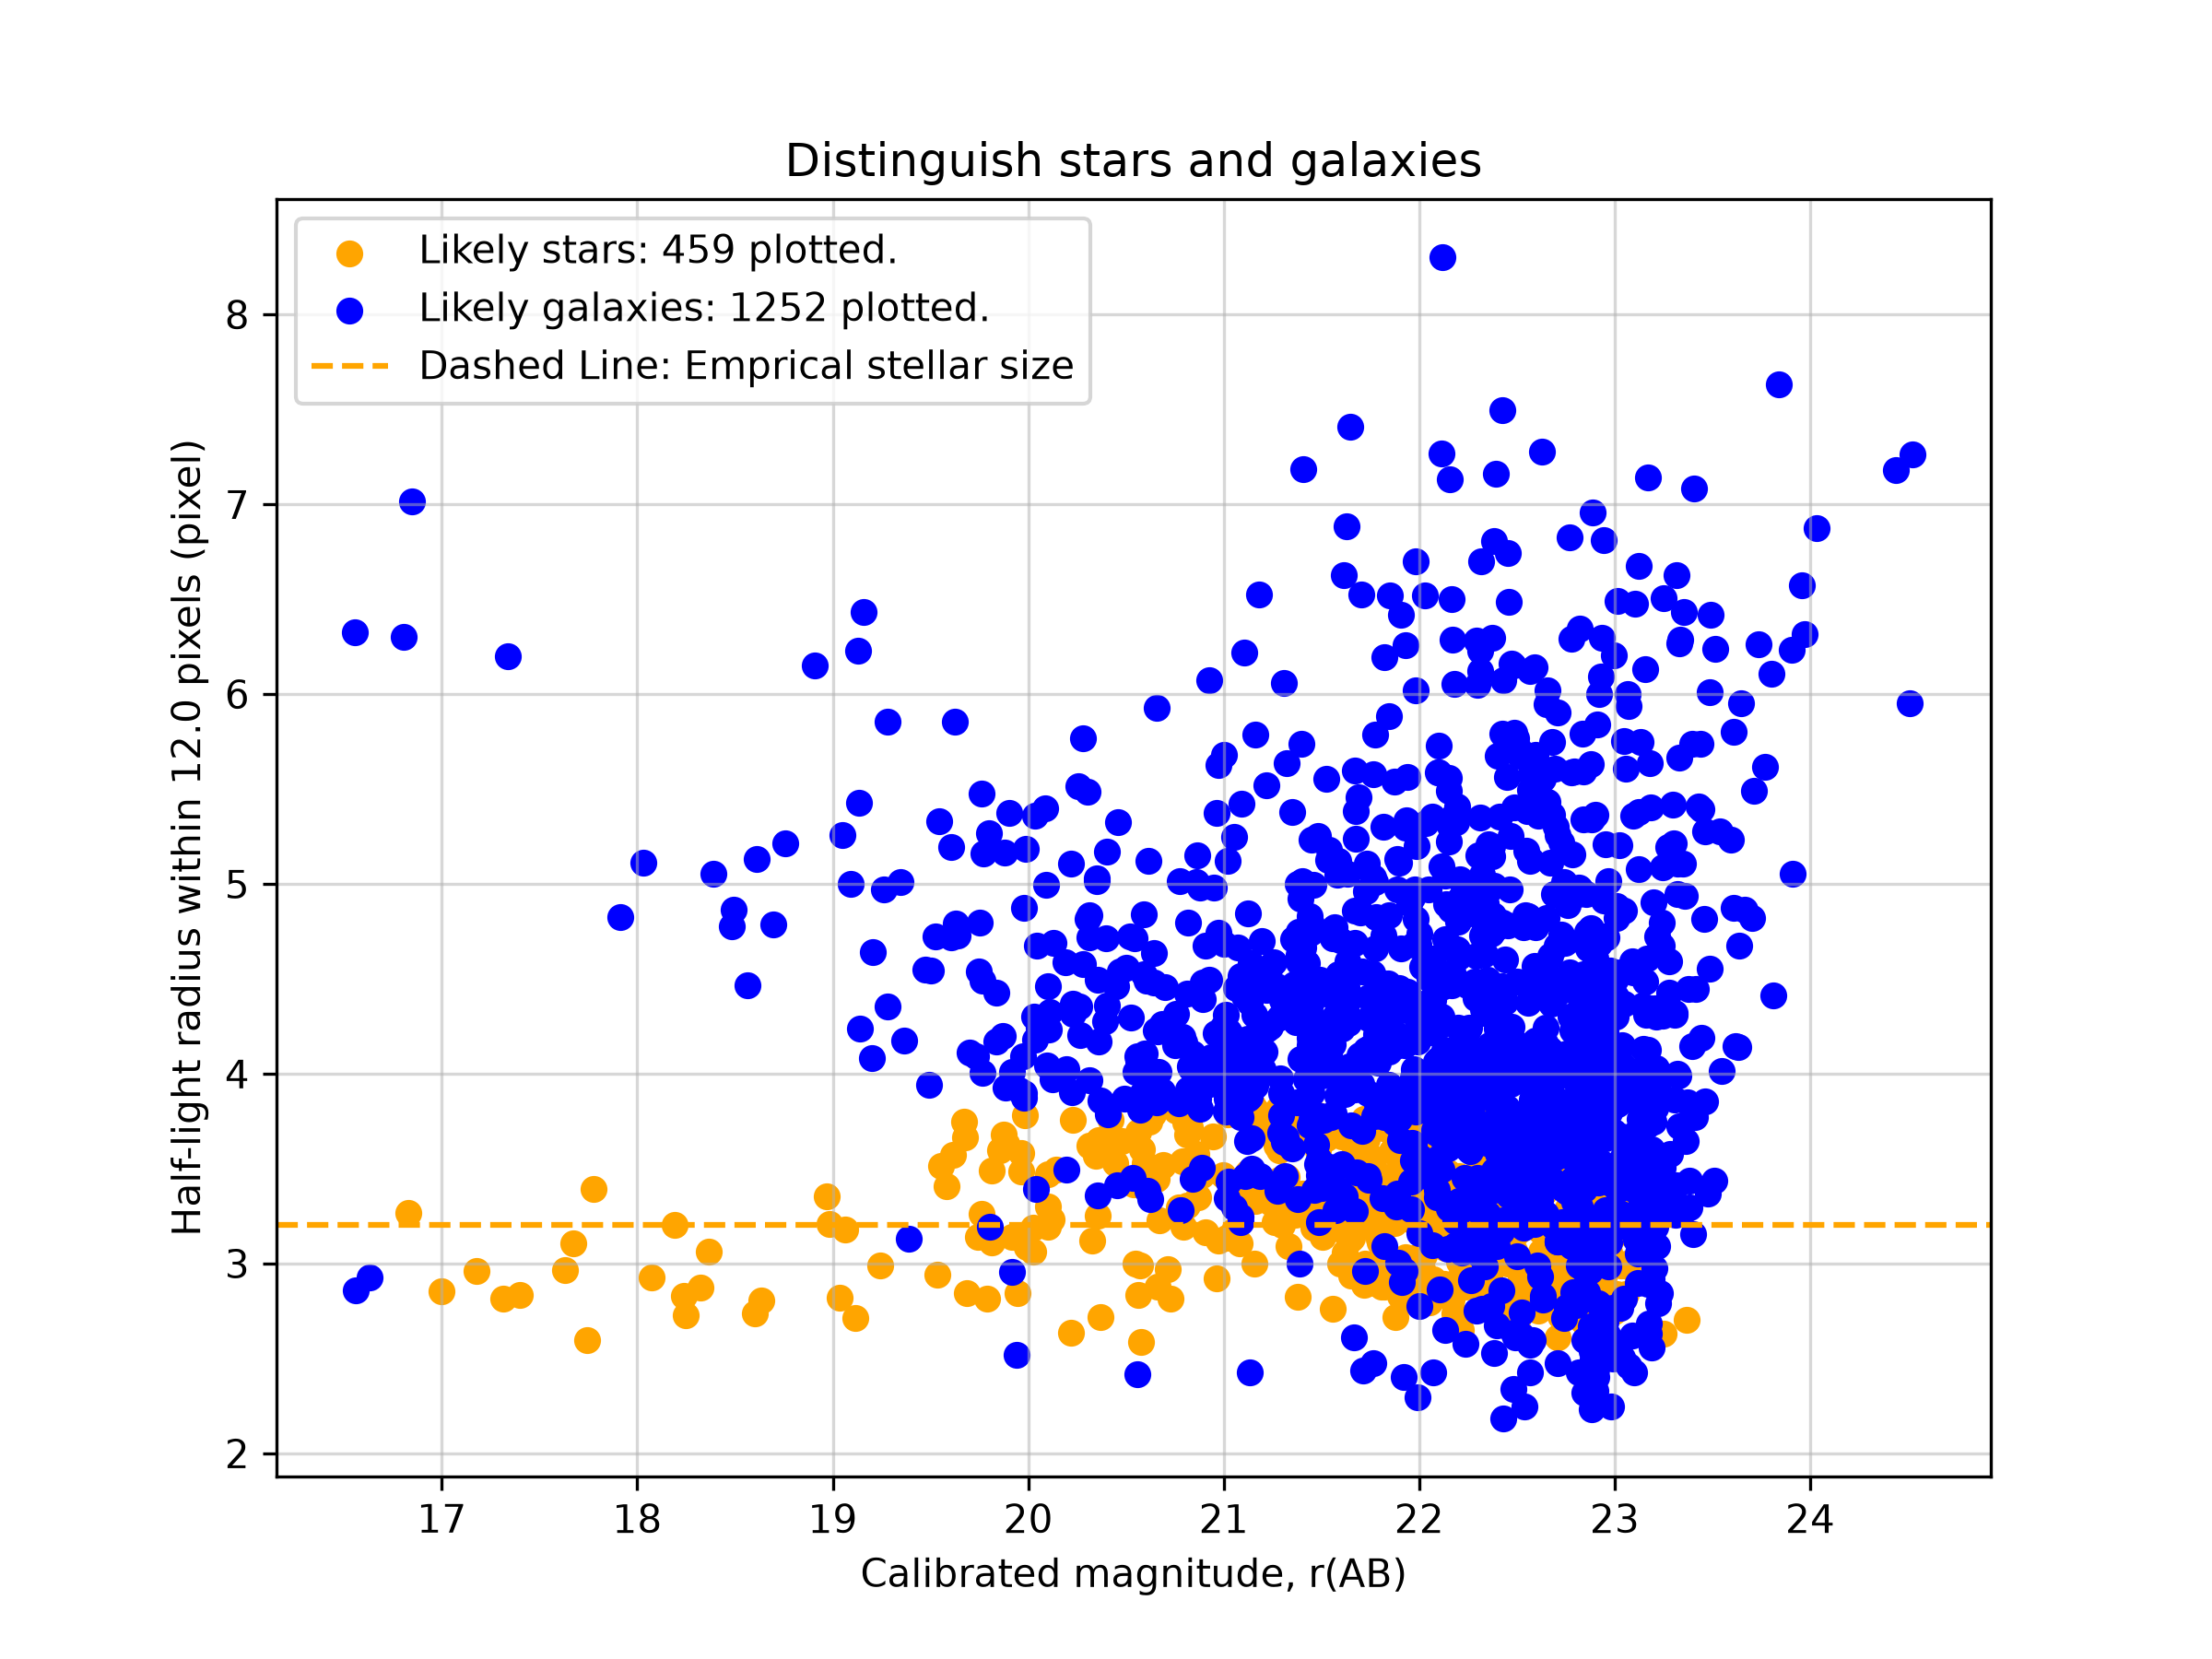 Distinguish stars and galaxies
Likely stars: 459 plotted.
Likely galaxies: 1252 plotted.
Dashed Line: Emprical stellar size
Half-light radius within 12.0 pixels (pixel)
8
7
6
5
4
3
2
17 18 19 20 21 22 23 24
Calibrated magnitude, r(AB)